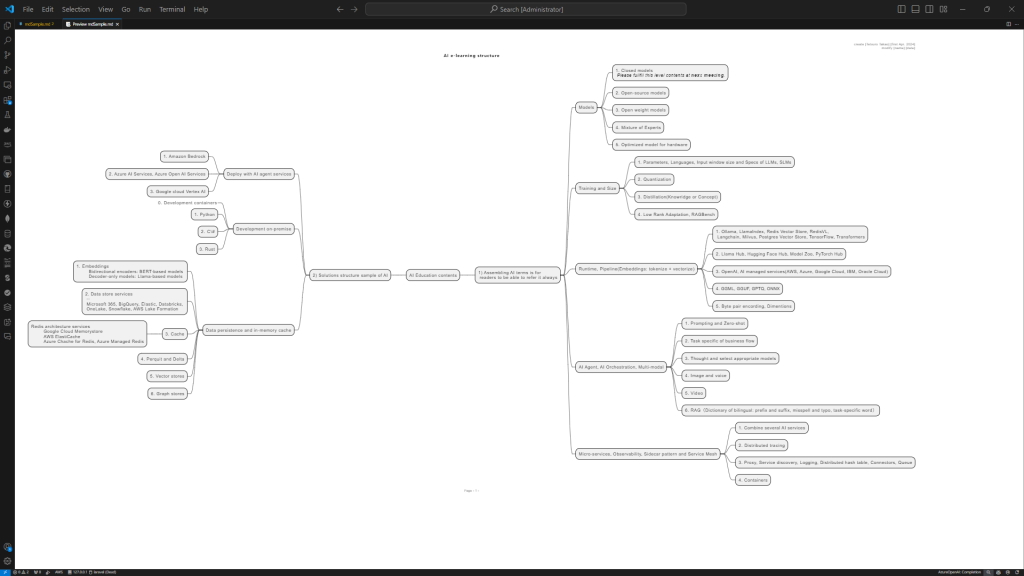 File Edit Selection View Go Run Terminal Help
Search [Administrator]
mdSample.md
Preview mdSample.md
AI e-learning structure
1. Closed models
Please fulfill this level contents at next meeting.
2. Open-source models
Models
3. Open-weight models
4. Mixture of Experts
5. Optimized model for hardware
1. Amazon Bedrock
2. Azure AI Services, Azure Open AI Services
Deploy with AI agent services
3. Google cloud Vertex AI
1. Parameters, Languages, Input window size and Specs of LLMs, SLMs
2. Quantization
Training and Size
3. Distillation(Knowledge or Concept)
4. Low Rank Adaptation, RAGBench
0. Development containers
1. Python
2. C#
Development on premise
3. Rust
1. Ollama, LlamaIndex, Redis Vector Store, RedisVL,
Langchain, Milvus, Postgres Vector Store, TensorFlow, Transformers
2. Llama Hub, Hugging Face Hub, Model Zoo, PyTorch Hub
Runtime, Pipeline(Embeddings: tokenize + vectorize)
3. OpenAI, AI managed services(AWS, Azure, Google Cloud, IBM, Oracle Cloud)
4. GGML, GGUF, GPTQ, ONNX
5. Byte pair encoding, Dimensions
2) Solutions structure sample of AI
AI Education contents
1) Assembling AI terms is for
readers to be able to refer it always
1. Embeddings
Bidirectional encoders: BERT-based models
Decoder-only models: Llama-based models
2. Data store services
Microsoft 365, BigQuery, Elastic, Databricks,
OneLake, Snowflake, AWS Lake Formation
Redis architecture services
Google Cloud Memorystore
AWS ElastiCache
Azure Chache for Redis, Azure Managed Redis
3. Cache
Data persistence and in memory cache
4. Parquit and Delta
5. Vector stores
6. Graph stores
1. Prompting and Zero-shot
2. Task specific of business flow
3. Thought and select appropriate models
AI Agent, AI Orchestration, Multi-modal
4. Image and voice
5. Video
6. RAG (Dictionary of bilingual, prefix and suffix, misspell and typo, task-specific word)
1. Combine several AI services
2. Distributed tracing
Micro-services, Observability, Sidecar pattern and Service Mesh
3. Proxy, Service discovery, Logging, Distributed hash table, Connectors, Queue
4. Containers
Page